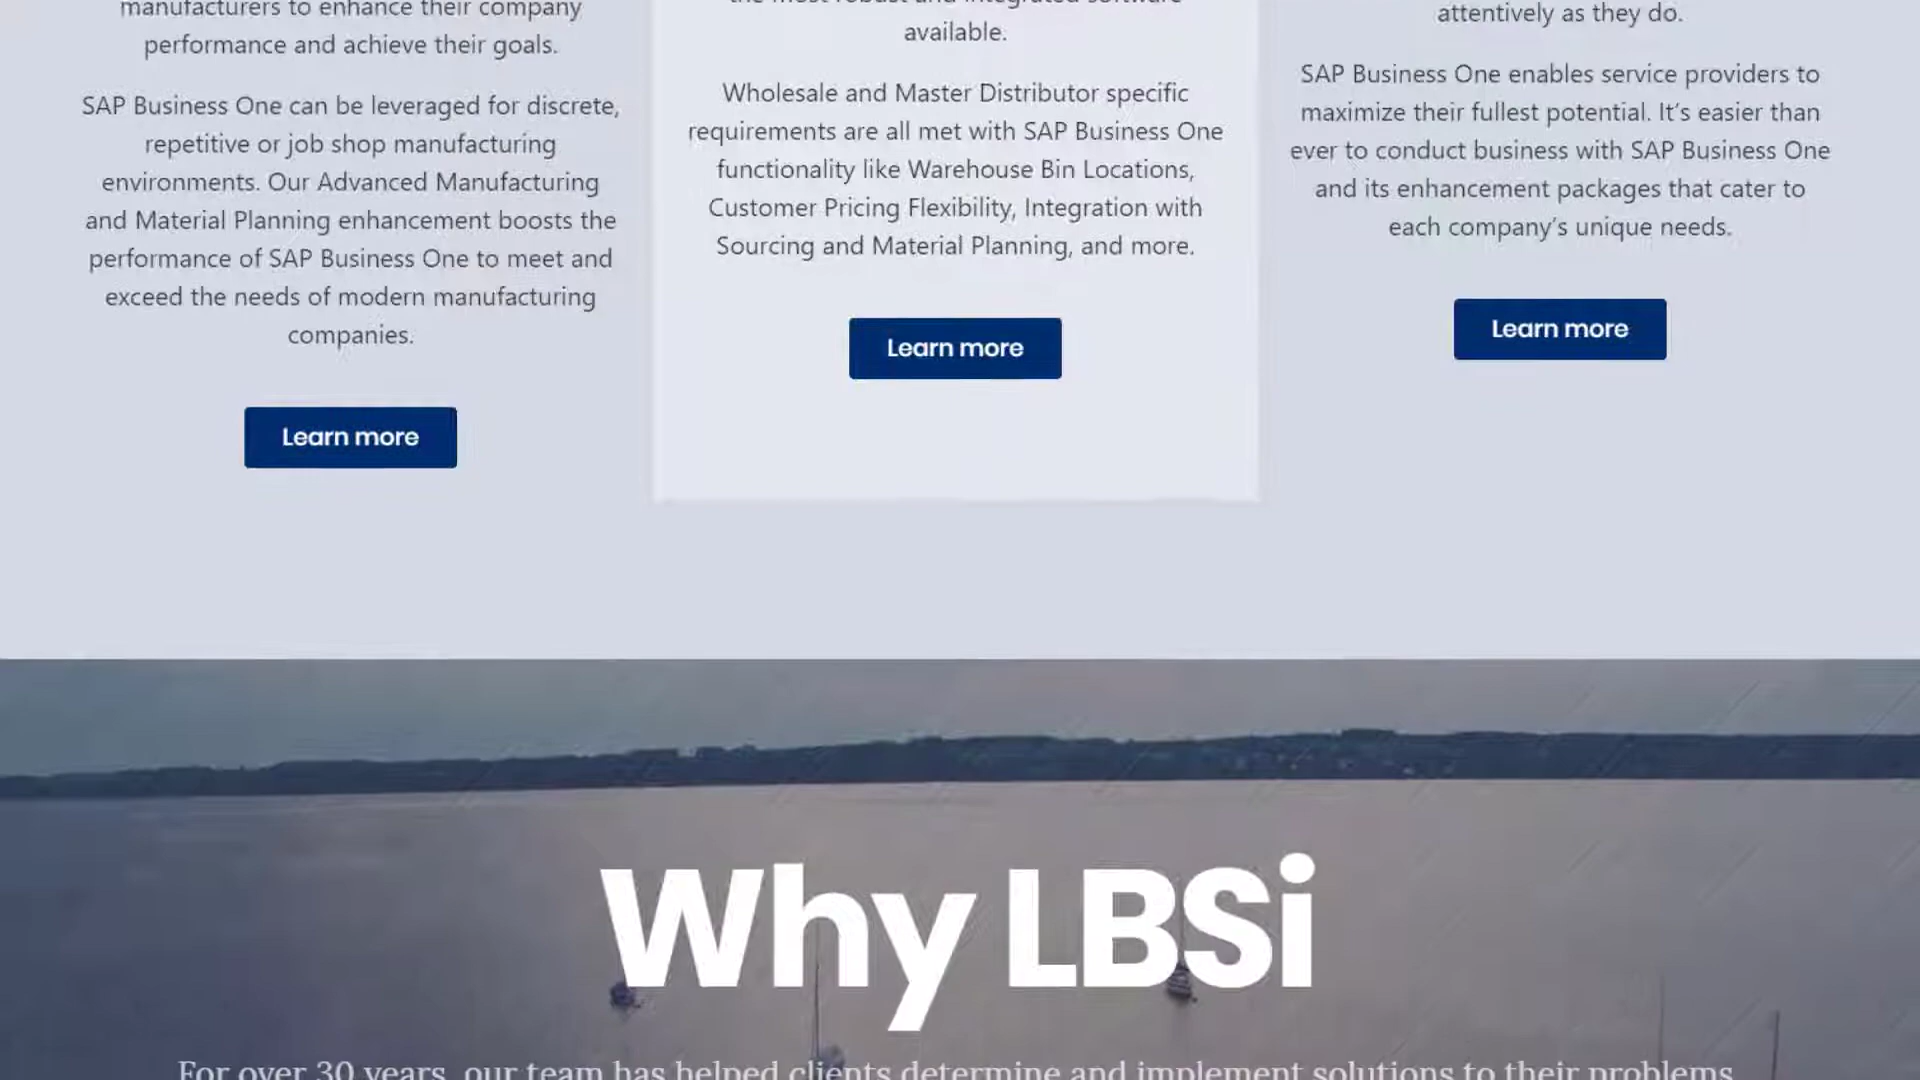 manufacturers to enhance their company
performance and achieve their goals.
SAP Business One can be leveraged for discrete,
repetitive or job shop manufacturing
environments. Our Advanced Manufacturing
and Material Planning enhancement boosts the
performance of SAP Business One to meet and
exceed the needs of modern manufacturing
companies.
Learn more
the most robust and integrated software
available.
Wholesale and Master Distributor specific
requirements are all met with SAP Business One
functionality like Warehouse Bin Locations,
Customer Pricing Flexibility, Integration with
Sourcing and Material Planning, and more.
Learn more
attentively as they do.
SAP Business One enables service providers to
maximize their fullest potential. It’s easier than
ever to conduct business with SAP Business One
and its enhancement packages that cater to
each company’s unique needs.
Learn more
Why LBSi
For over 30 years, our team has helped clients determine and implement solutions to their problems